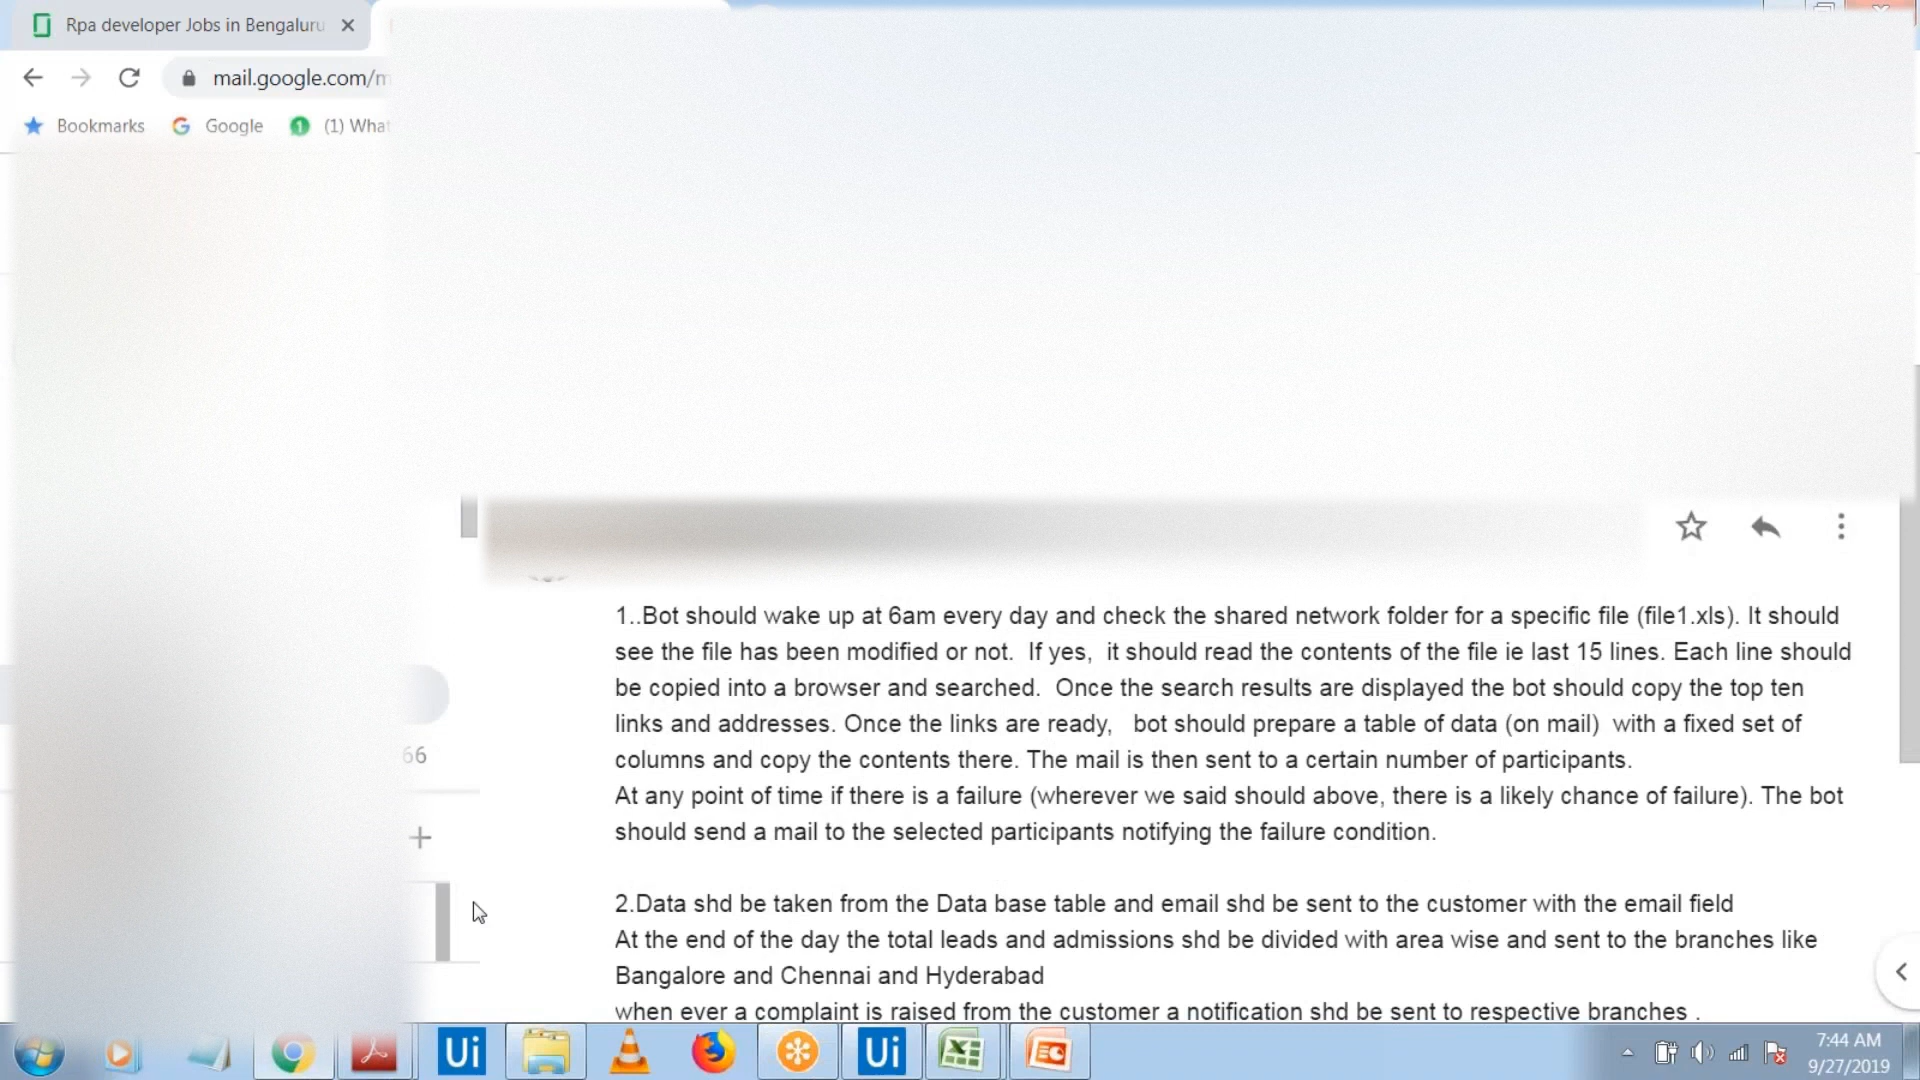 Rpa developer Jobs in Bengaluru
mail.google.com/m
Bookmarks Google (1) What
1..Bot should wake up at 6am every day and check the shared network folder for a specific file (file1.xls). It should
see the file has been modified or not. If yes, it should read the contents of the file ie last 15 lines. Each line should
be copied into a browser and searched. Once the search results are displayed the bot should copy the top ten
links and addresses. Once the links are ready, bot should prepare a table of data (on mail) with a fixed set of
columns and copy the contents there. The mail is then sent to a certain number of participants.
66
At any point of time if there is a failure (wherever we said should above, there is a likely chance of failure). The bot
should send a mail to the selected participants notifying the failure condition.
2.Data shd be taken from the Data base table and email shd be sent to the customer with the email field
At the end of the day the total leads and admissions shd be divided with area wise and sent to the branches like
Bangalore and Chennai and Hyderabad
when ever a complaint is raised from the customer a notification shd be sent to respective branches .
Ui Ui
7:44 AM
9/27/2019